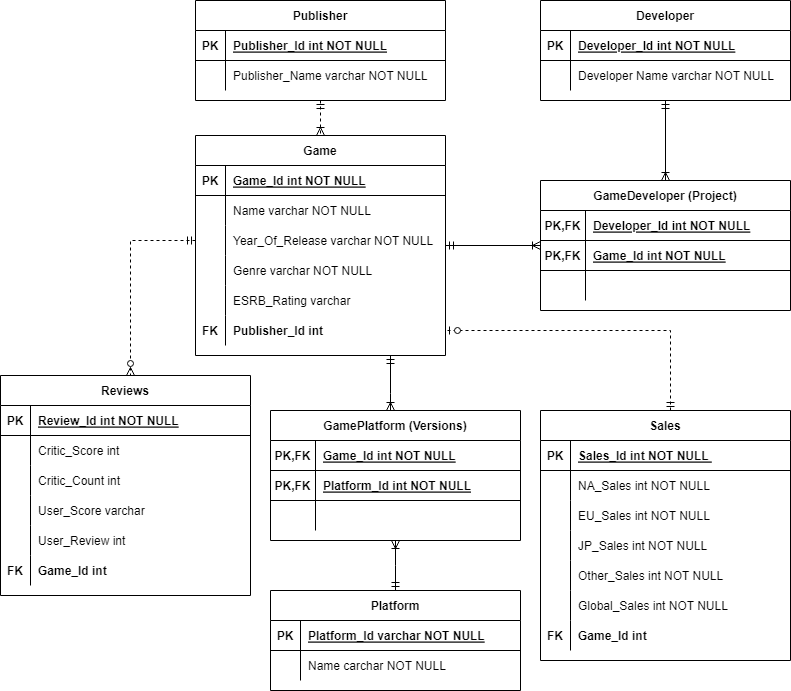 Publisher
PK Publisher_Id int NOT NULL
Publisher_Name varchar NOT NULL
Developer
PK Developer_Id int NOT NULL
Developer Name varchar NOT NULL
Game
PK Game_Id int NOT NULL
Name varchar NOT NULL
Year_Of_Release varchar NOT NULL
Genre varchar NOT NULL
ESRB_Rating varchar
FK Publisher_Id int
GameDeveloper (Project)
PK,FK Developer_Id int NOT NULL
PK,FK Game_Id int NOT NULL
Reviews
PK Review_Id int NOT NULL
Critic_Score int
Critic_Count int
User_Score varchar
User_Review int
FK Game_Id int
GamePlatform (Versions)
PK,FK Game_Id int NOT NULL
PK,FK Platform_Id int NOT NULL
Sales
PK Sales_Id int NOT NULL
NA_Sales int NOT NULL
EU_Sales int NOT NULL
JP_Sales int NOT NULL
Other_Sales int NOT NULL
Global_Sales int NOT NULL
FK Game_Id int
Platform
PK Platform_Id varchar NOT NULL
Name carchar NOT NULL